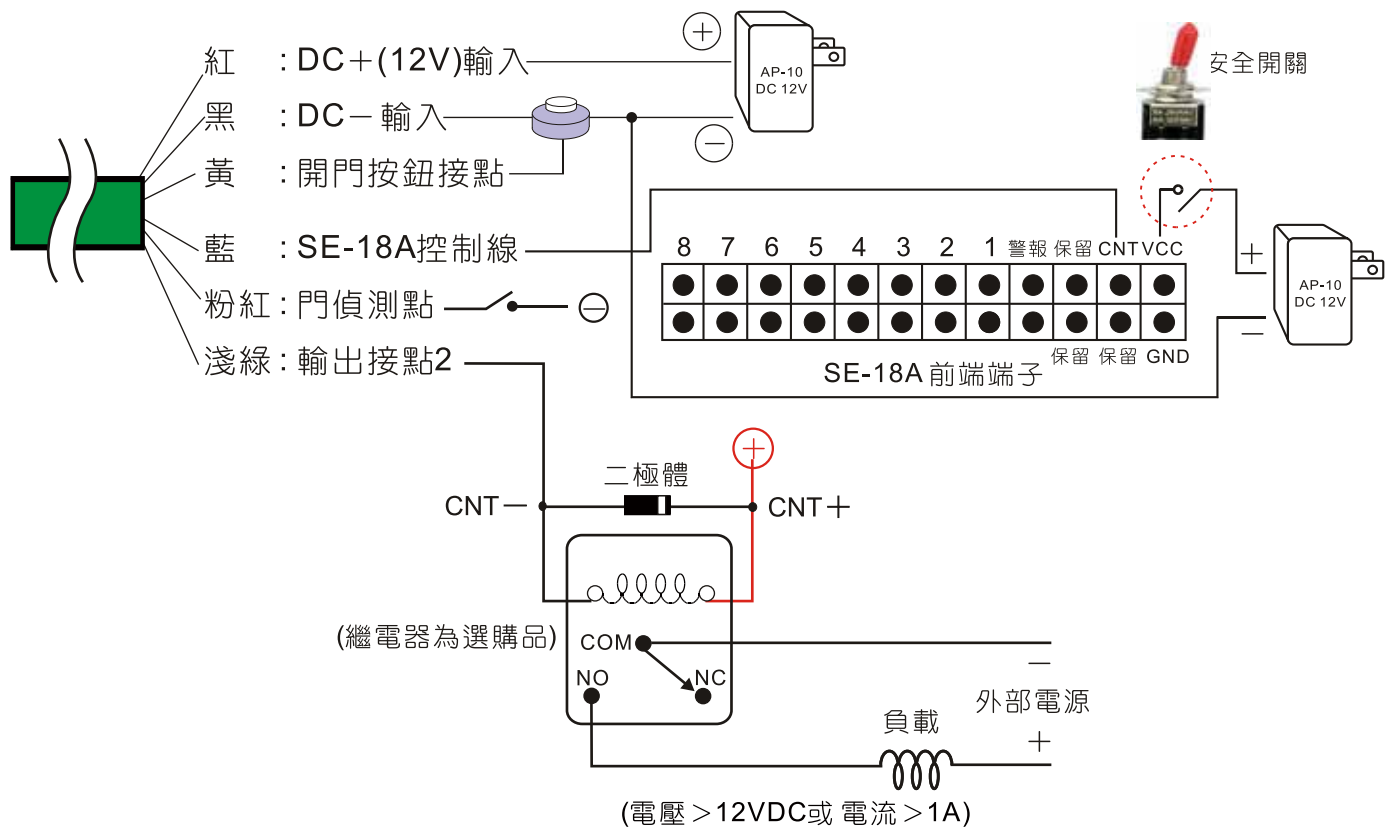 紅 : DC＋(12V)輸入
黑 : DC－輸入
黃 : 開門按鈕接點
藍 : SE-18A控制線
粉紅 : 門偵測點
淺綠 : 輸出接點2
＋
AP-10
DC 12V
－
安全開關
8 7 6 5 4 3 2 1 警報 保留 CNT VCC
保留 保留 GND
SE-18A 前端端子
＋
AP-10
DC 12V
－
－
＋
二極體
CNT－
CNT＋
(繼電器為選購品)
COM
NO
NC
－
外部電源
＋
負載
(電壓＞12VDC或 電流＞1A)